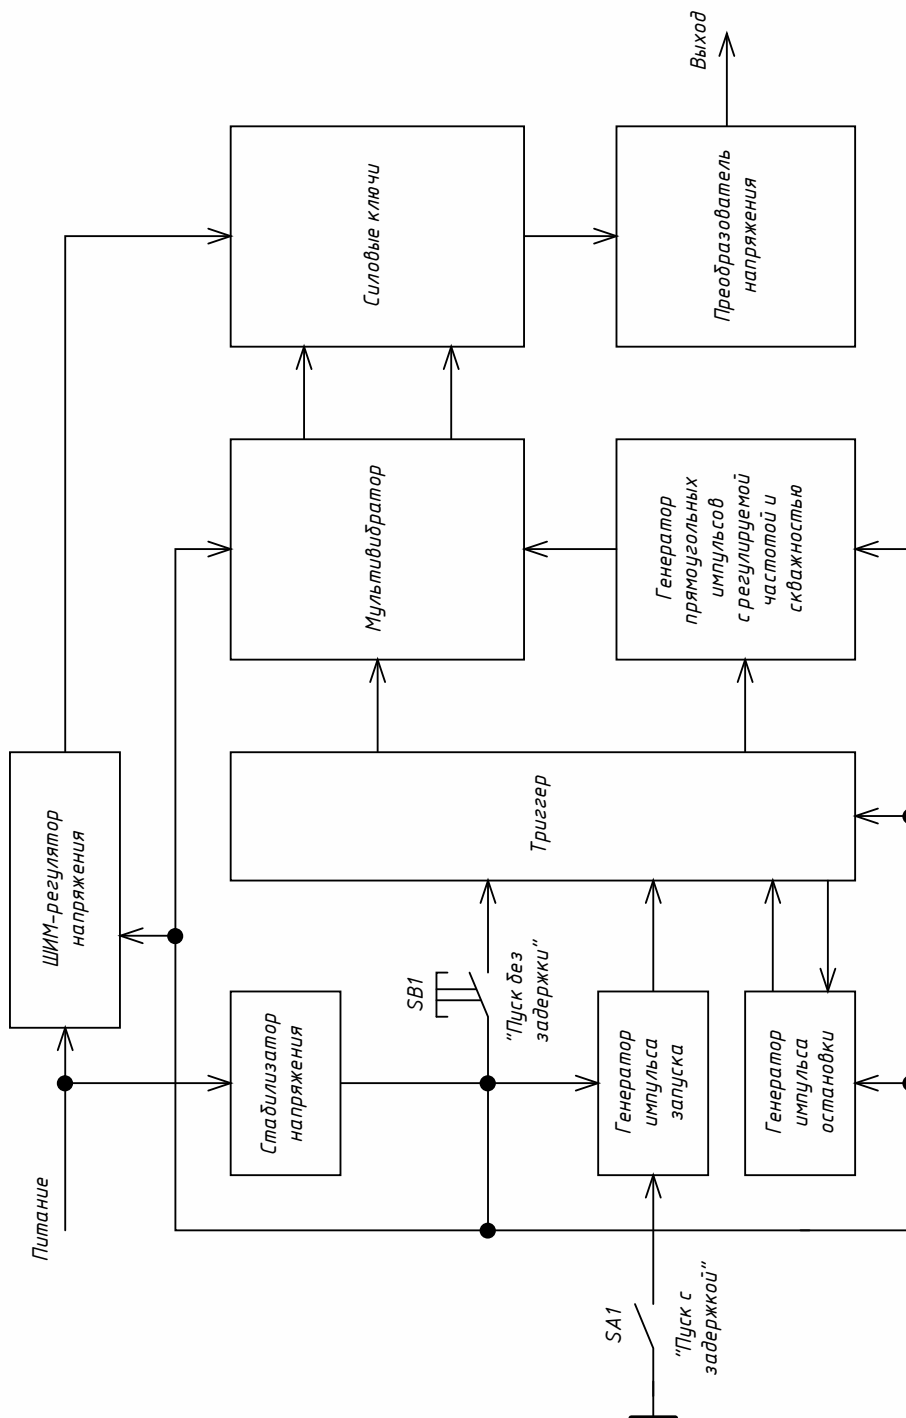 Питание
ШИМ-регулятор
напряжения
Стабилизатор
напряжения
SB1
"Пуск без
задержки"
SA1
"Пуск с
задержкой"
Генератор
импульса
запуска
Генератор
импульса
остановки
Триггер
Мультивибратор
Генератор
прямоугольных
импульсов
с регулируемой
частотой и
скважностью
Силовые ключи
Преобразователь
напряжения
Выход